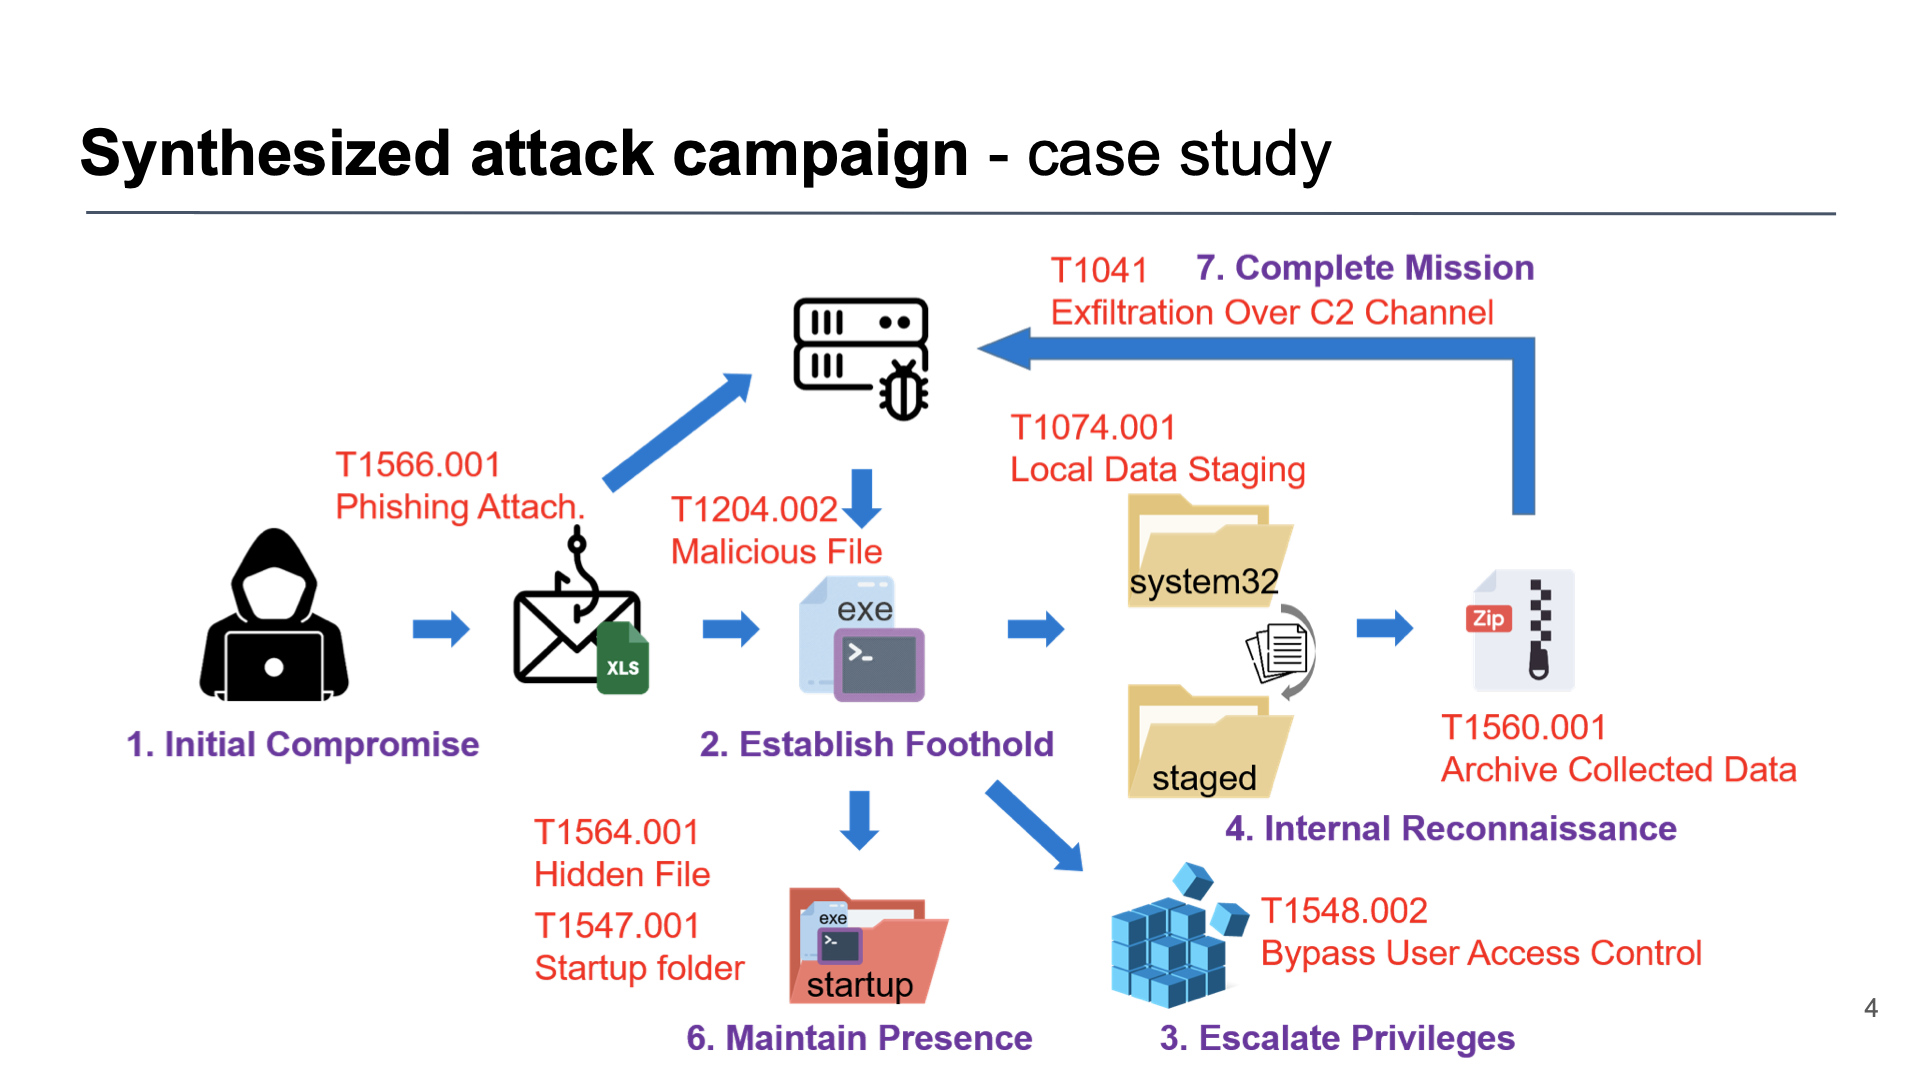 Synthesized attack campaign - case study
T1041
7. Complete Mission
Exfiltration Over C2 Channel
T1566.001
Phishing Attach.
T1204.002
Malicious File
T1074.001
Local Data Staging
system32
exe
>_
XLS
Zip
staged
1. Initial Compromise
2. Establish Foothold
T1560.001
Archive Collected Data
4. Internal Reconnaissance
T1564.001
Hidden File
T1547.001
Startup folder
exe
>_
startup
T1548.002
Bypass User Access Control
6. Maintain Presence
3. Escalate Privileges
4